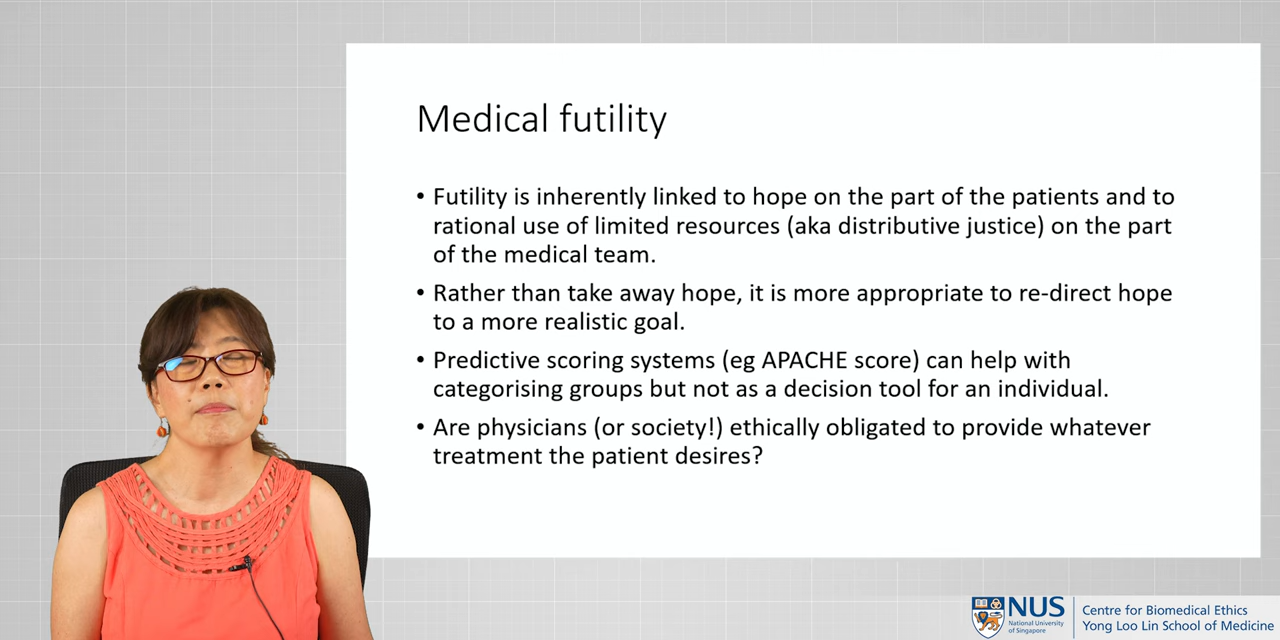 Medical futility
• Futility is inherently linked to hope on the part of the patients and to
rational use of limited resources (aka distributive justice) on the part
of the medical team.
• Rather than take away hope, it is more appropriate to re-direct hope
to a more realistic goal.
• Predictive scoring systems (eg APACHE score) can help with
categorising groups but not as a decision tool for an individual.
• Are physicians (or society!) ethically obligated to provide whatever
treatment the patient desires?
NUS
National University
of Singapore
Centre for Biomedical Ethics
Yong Loo Lin School of Medicine